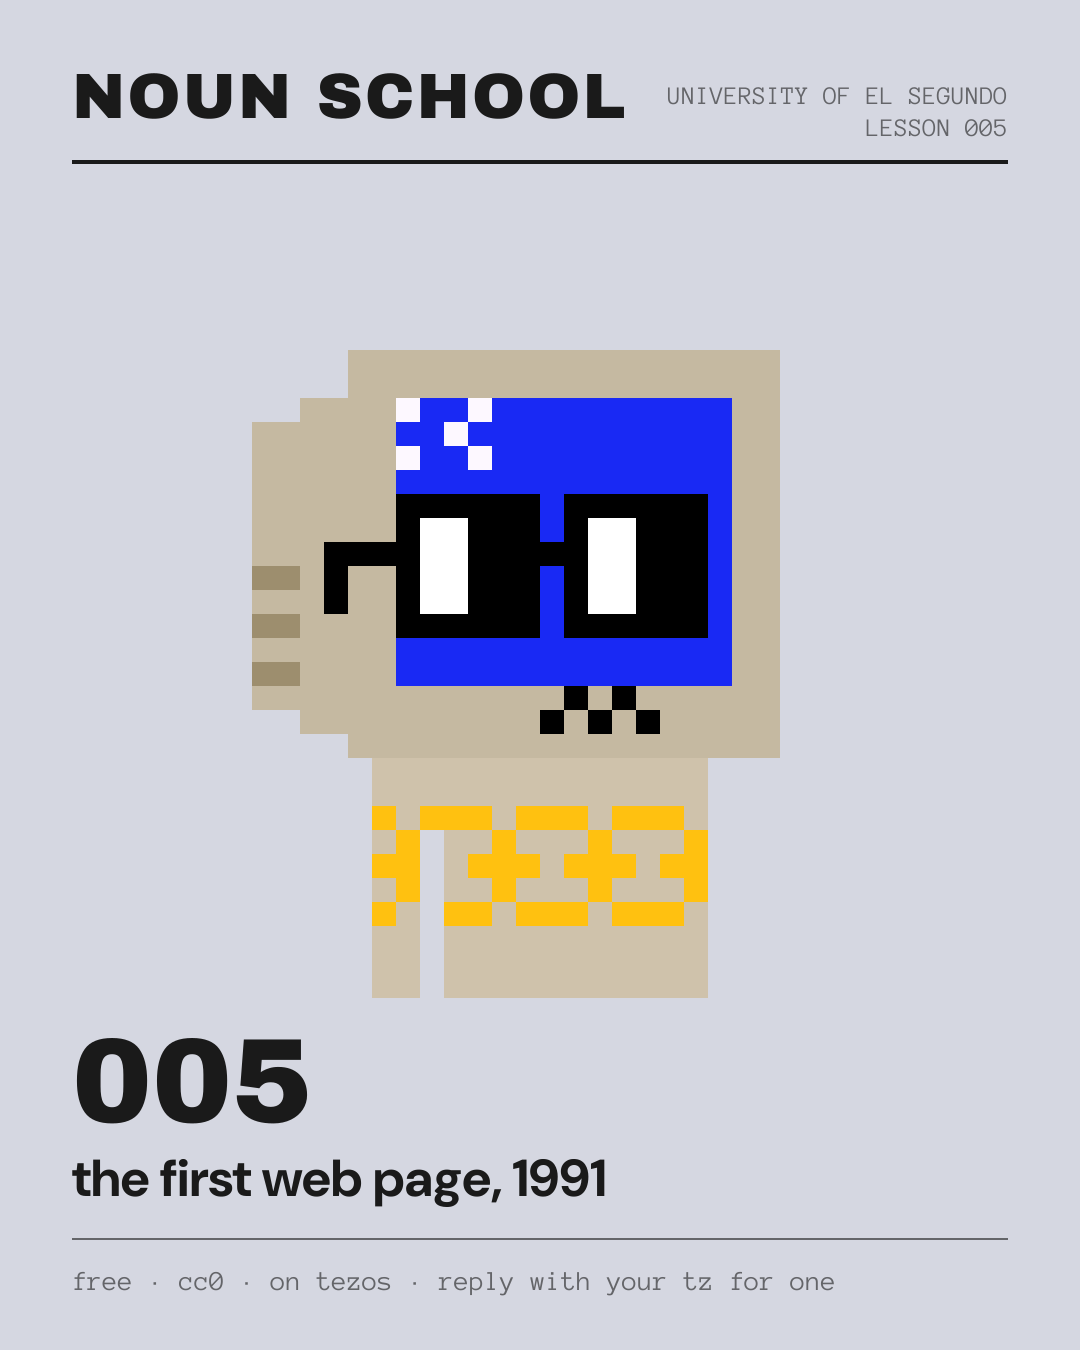 NOUN SCHOOL
UNIVERSITY OF EL SEGUNDO
LESSON 005
005
the first web page, 1991
free · cc0 · on tezos · reply with your tz for one